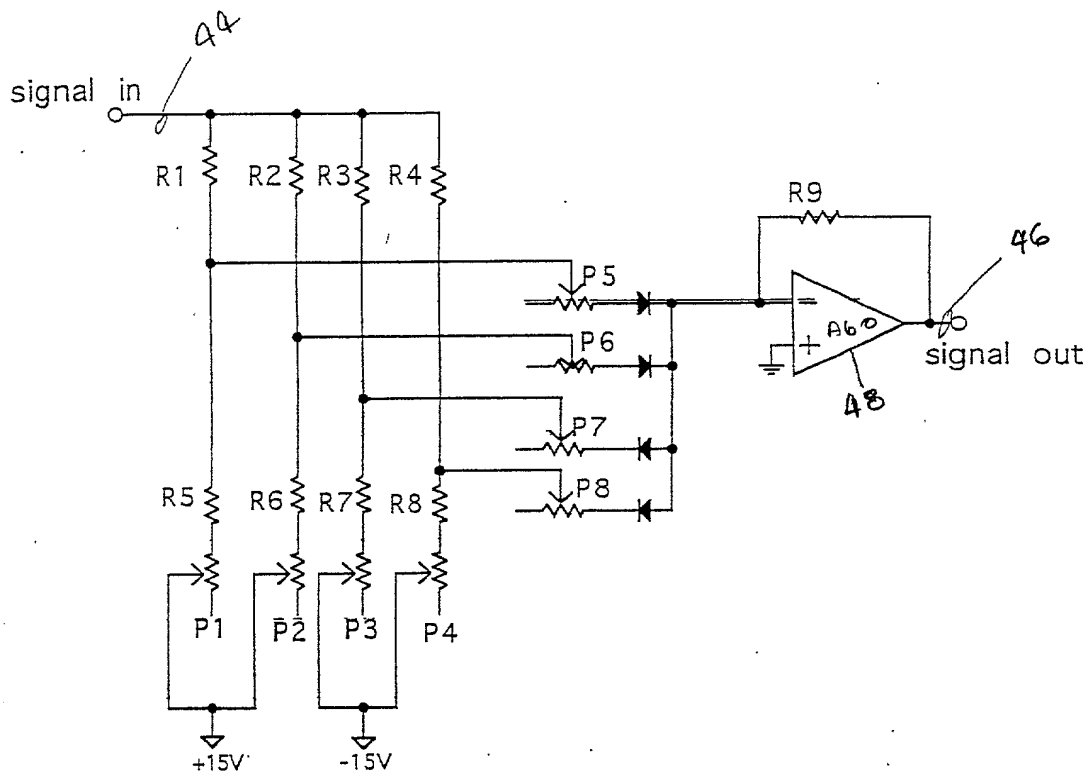 44
signal in
R1 R2 R3 R4
R9
46
P5
A60
signal out
P6
48
P7
P8
R5 R6 R7 R8
P1 P2 P3 P4
+15V -15V